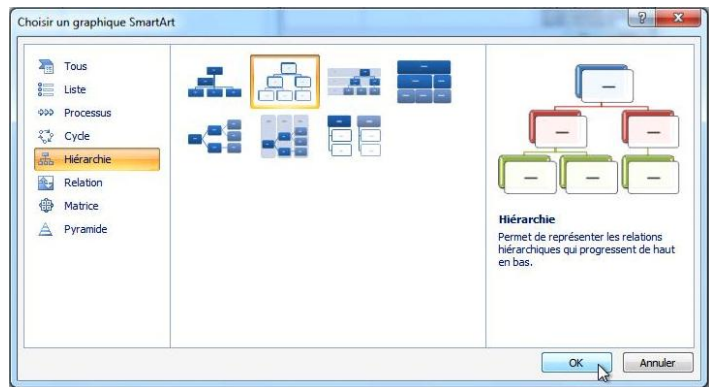 Choisir un graphique SmartArt
Tous
Liste
Processus
Cycle
Hiérarchie
Relation
Matrice
Pyramide
Hiérarchie
Permet de représenter les relations
hiérarchiques qui progressent de haut
en bas.
OK
Annuler